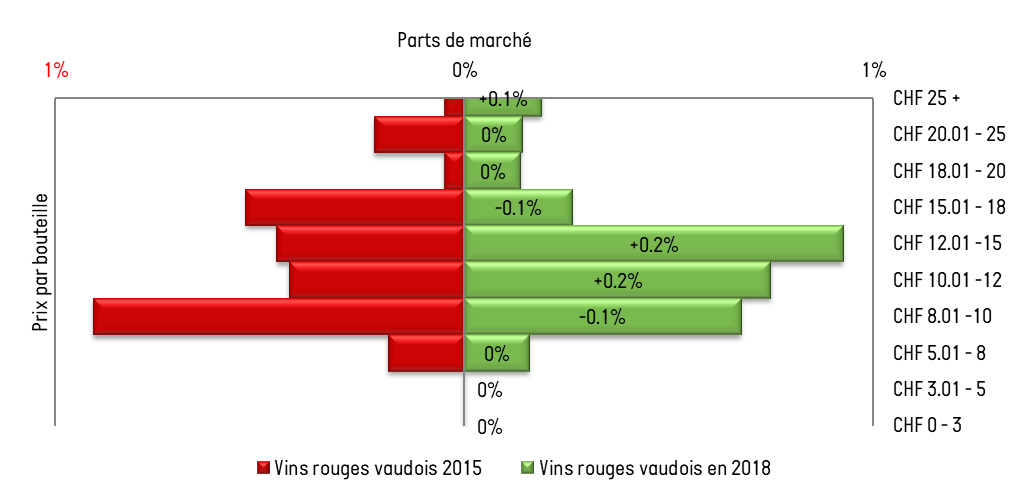 Parts de marché
1% 0% 1%
Prix par bouteille
+0.1% CHF 25 +
0% CHF 20.01 - 25
0% CHF 18.01 - 20
-0.1% CHF 15.01 - 18
+0.2% CHF 12.01 -15
+0.2% CHF 10.01 -12
-0.1% CHF 8.01 -10
0% CHF 5.01 - 8
0% CHF 3.01 - 5
0% CHF 0 - 3
Vins rouges vaudois 2015 Vins rouges vaudois en 2018